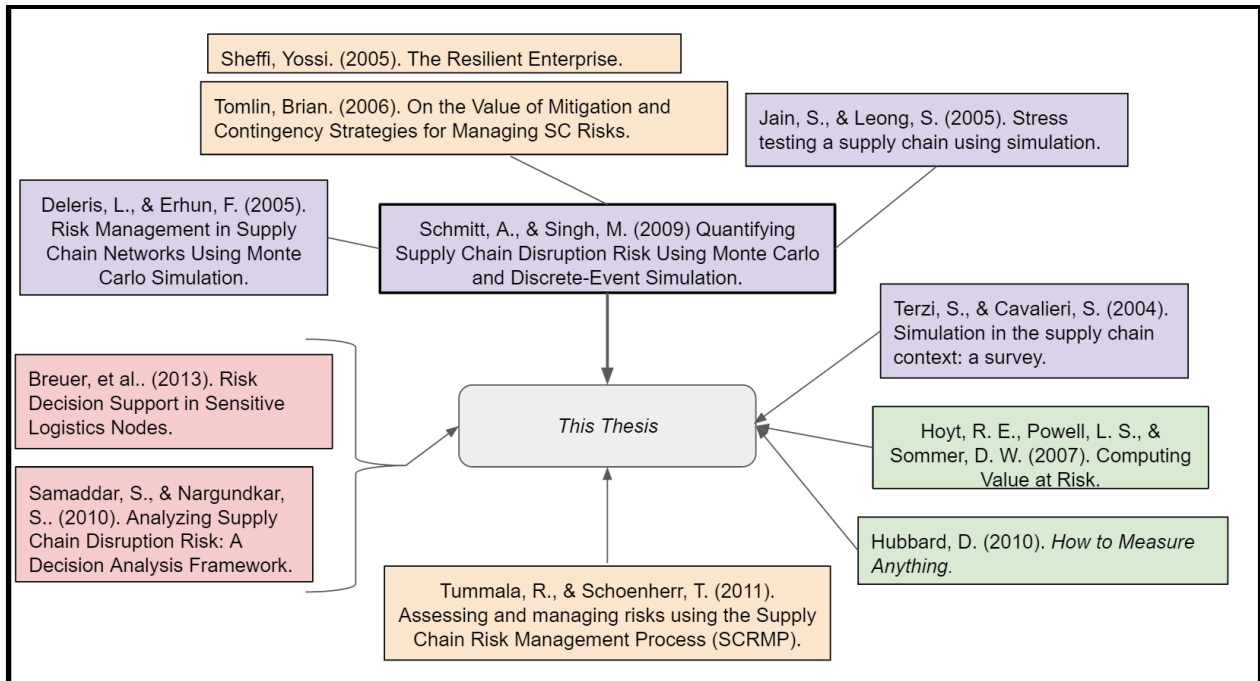 Sheffi, Yossi. (2005). The Resilient Enterprise.
Tomlin, Brian. (2006). On the Value of Mitigation and
Contingency Strategies for Managing SC Risks.
Jain, S., & Leong, S. (2005). Stress
testing a supply chain using simulation.
Deleris, L., & Erhun, F. (2005).
Risk Management in Supply
Chain Networks Using Monte
Carlo Simulation.
Schmitt, A., & Singh, M. (2009) Quantifying
Supply Chain Disruption Risk Using Monte Carlo
and Discrete-Event Simulation.
Terzi, S., & Cavalieri, S. (2004).
Simulation in the supply chain
context: a survey.
Breuer, et al.. (2013). Risk
Decision Support in Sensitive
Logistics Nodes.
This Thesis
Hoyt, R. E., Powell, L. S., &
Sommer, D. W. (2007). Computing
Value at Risk.
Samaddar, S., & Nargundkar,
S.. (2010). Analyzing Supply
Chain Disruption Risk: A
Decision Analysis Framework.
Hubbard, D. (2010). How to Measure
Anything.
Tummala, R., & Schoenherr, T. (2011).
Assessing and managing risks using the Supply
Chain Risk Management Process (SCRMP).